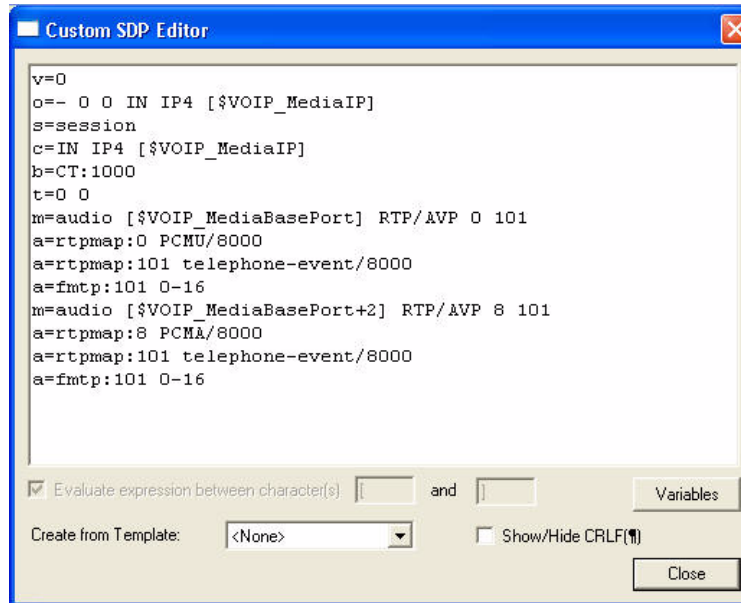 Custom SDP Editor
v=0
o=- 0 0 IN IP4 [$VOIP_MediaIP]
s=session
c=IN IP4 [$VOIP_MediaIP]
b=CT:1000
t=0 0
m=audio [$VOIP_MediaBasePort] RTP/AVP 0 101
a=rtpmap:0 PCMU/8000
a=rtpmap:101 telephone-event/8000
a=fmtp:101 0-16
m=audio [$VOIP_MediaBasePort+2] RTP/AVP 8 101
a=rtpmap:8 PCMA/8000
a=rtpmap:101 telephone-event/8000
a=fmtp:101 0-16
Evaluate expression between character(s) [ and ] Variables
Create from Template: <None> Show/Hide CRLF(¶)
Close